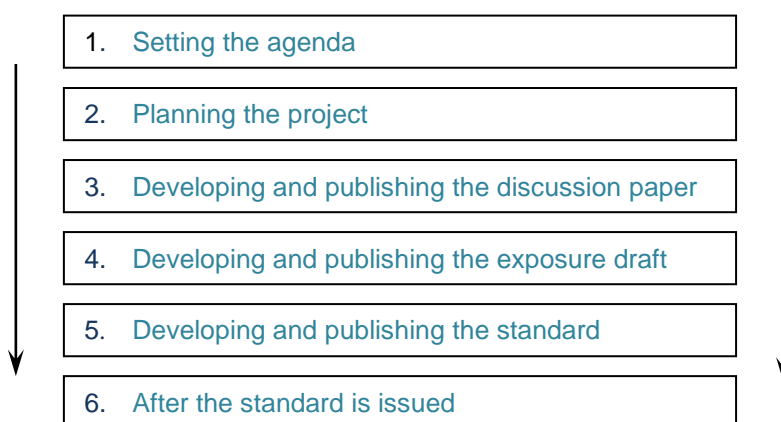 1. Setting the agenda
2. Planning the project
3. Developing and publishing the discussion paper
4. Developing and publishing the exposure draft
5. Developing and publishing the standard
6. After the standard is issued